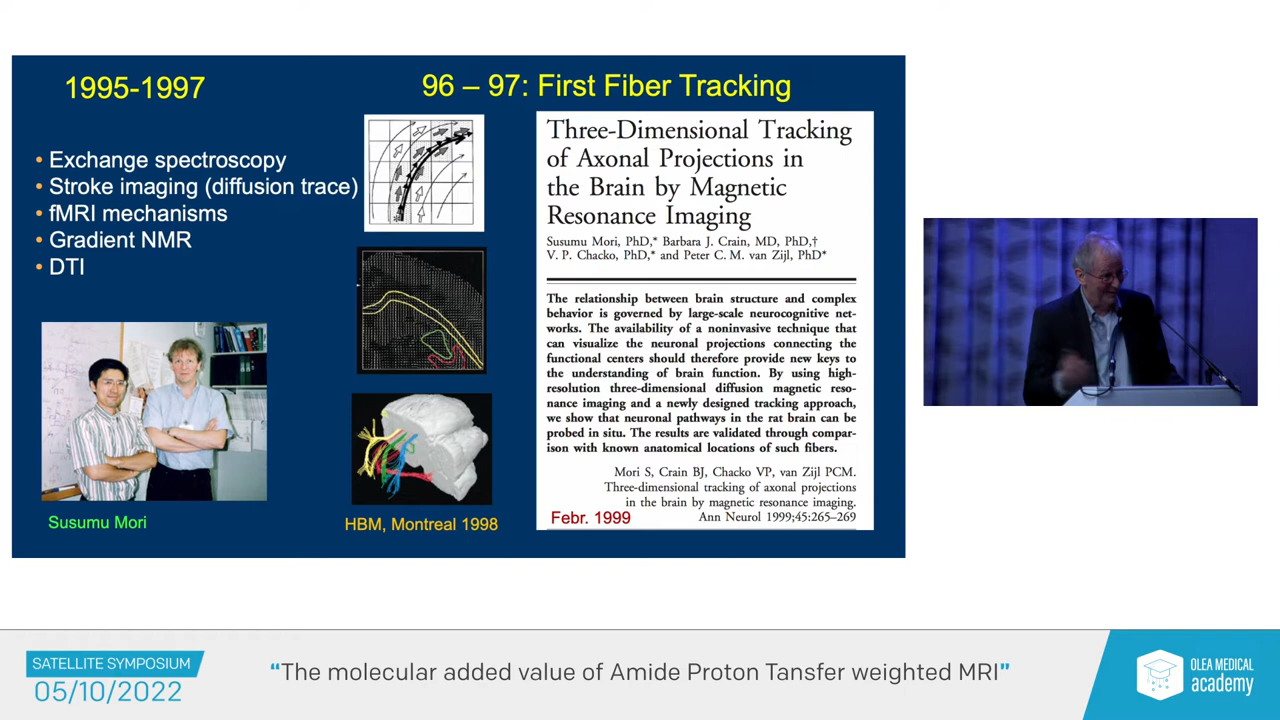 1995-1997
• Exchange spectroscopy
• Stroke imaging (diffusion trace)
• fMRI mechanisms
• Gradient NMR
• DTI
Susumu Mori
96 – 97: First Fiber Tracking
HBM, Montreal 1998
Three-Dimensional Tracking
of Axonal Projections in
the Brain by Magnetic
Resonance Imaging
Susumu Mori, PhD,* Barbara J. Crain, MD, PhD,†
V. P. Chacko, PhD,* and Peter C. M. van Zijl, PhD*
The relationship between brain structure and complex
behavior is governed by large-scale neurocognitive net-
works. The availability of a noninvasive technique that
can visualize the neuronal projections connecting the
functional centers should therefore provide new keys to
the understanding of brain function. By using high-
resolution three-dimensional diffusion magnetic reso-
nance imaging and a newly designed tracking approach,
we show that neuronal pathways in the rat brain can be
probed in situ. The results are validated through compar-
ison with known anatomical locations of such fibers.
Mori S, Crain BJ, Chacko VP, van Zijl PCM.
Three-dimensional tracking of axonal projections
in the brain by magnetic resonance imaging.
Ann Neurol 1999;45:265–269
Febr. 1999
SATELLITE SYMPOSIUM
05/10/2022
“The molecular added value of Amide Proton Tansfer weighted MRI”
OLEA MEDICAL
academy